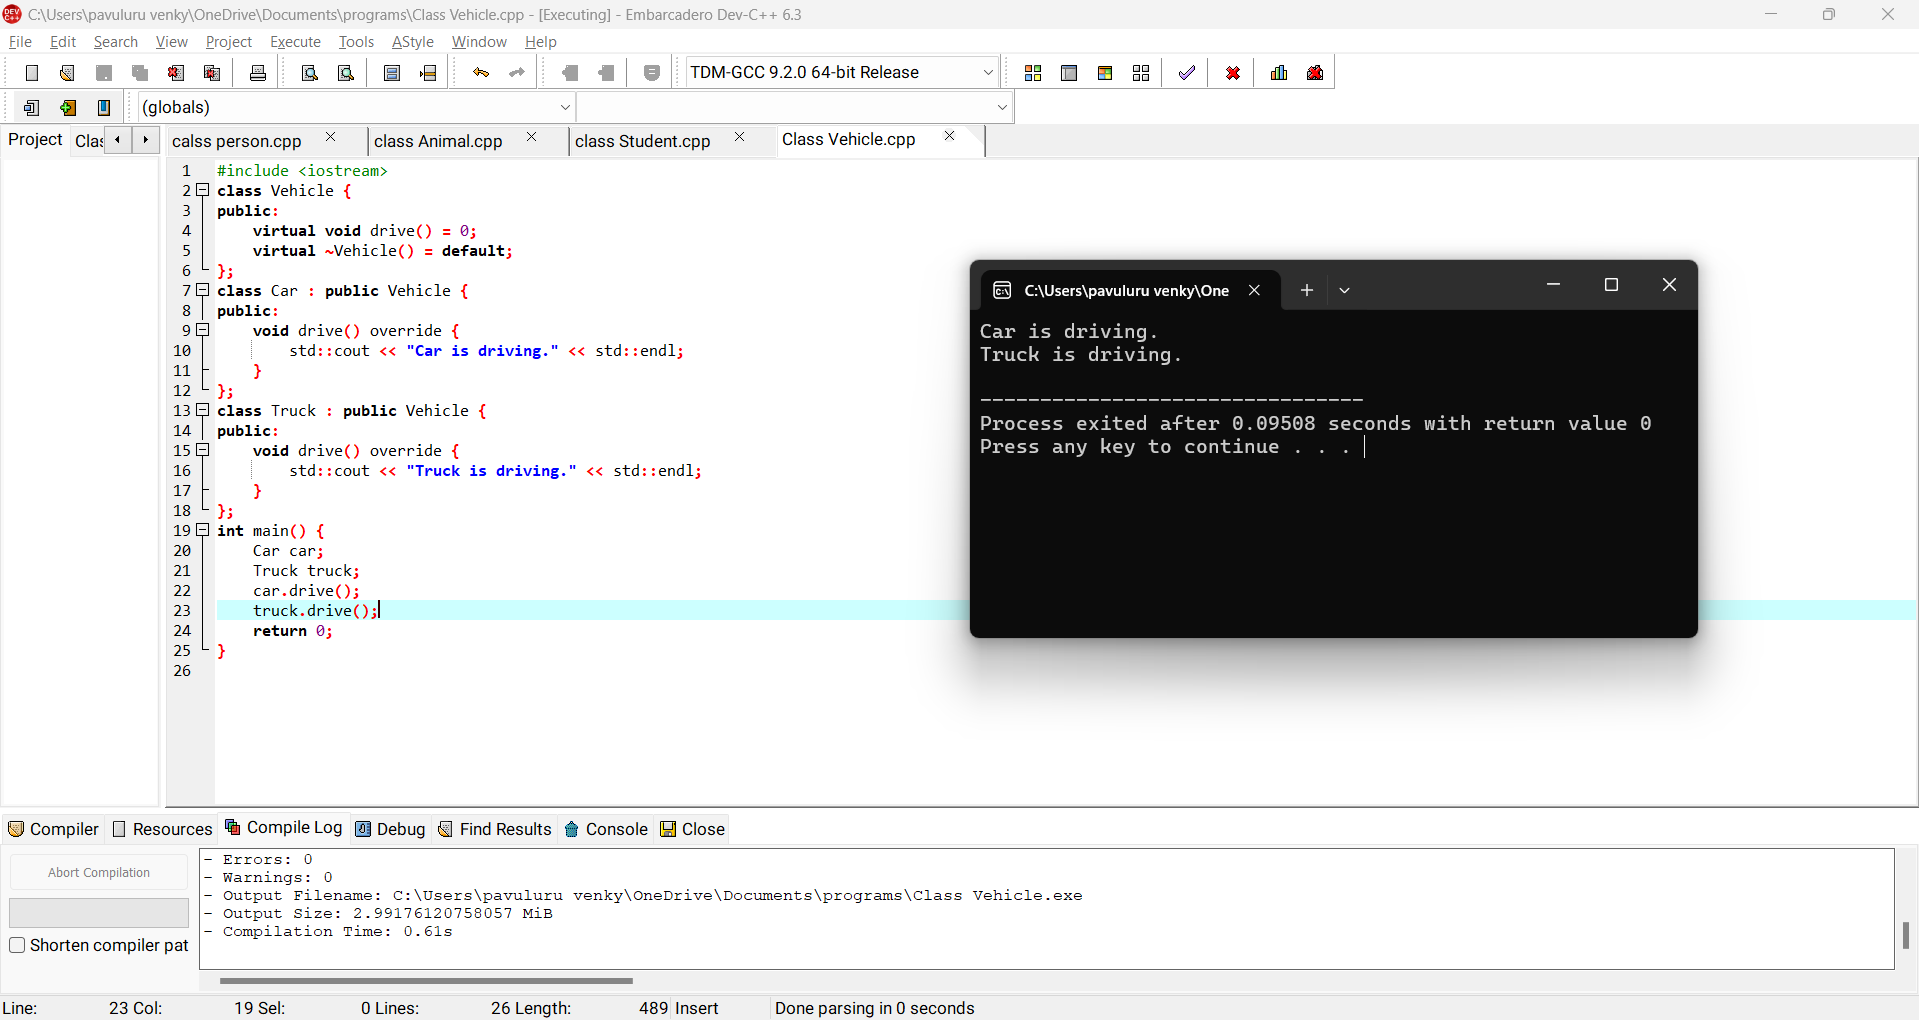 C:\Users\pavuluru venky\OneDrive\Documents\programs\Class Vehicle.cpp - [Executing] - Embarcadero Dev-C++ 6.3
File Edit Search View Project Execute Tools AStyle Window Help
TDM-GCC 9.2.0 64-bit Release
(globals)
Project Clas calss person.cpp class Animal.cpp class Student.cpp Class Vehicle.cpp
1 #include <iostream>
2 class Vehicle {
3 public:
4 virtual void drive() = 0;
5 virtual ~Vehicle() = default;
6 };
7 class Car : public Vehicle {
8 public:
9 void drive() override {
10 std::cout << "Car is driving." << std::endl;
11 }
12 };
13 class Truck : public Vehicle {
14 public:
15 void drive() override {
16 std::cout << "Truck is driving." << std::endl;
17 }
18 };
19 int main() {
20 Car car;
21 Truck truck;
22 car.drive();
23 truck.drive();
24 return 0;
25 }
26
C:\Users\pavuluru venky\One
Car is driving.
Truck is driving.
--------------------------------
Process exited after 0.09508 seconds with return value 0
Press any key to continue . . .
Compiler Resources Compile Log Debug Find Results Console Close
Abort Compilation
Shorten compiler pat
- Errors: 0
- Warnings: 0
- Output Filename: C:\Users\pavuluru venky\OneDrive\Documents\programs\Class Vehicle.exe
- Output Size: 2.99176120758057 MiB
- Compilation Time: 0.61s
Line: 23 Col: 19 Sel: 0 Lines: 26 Length: 489 Insert Done parsing in 0 seconds